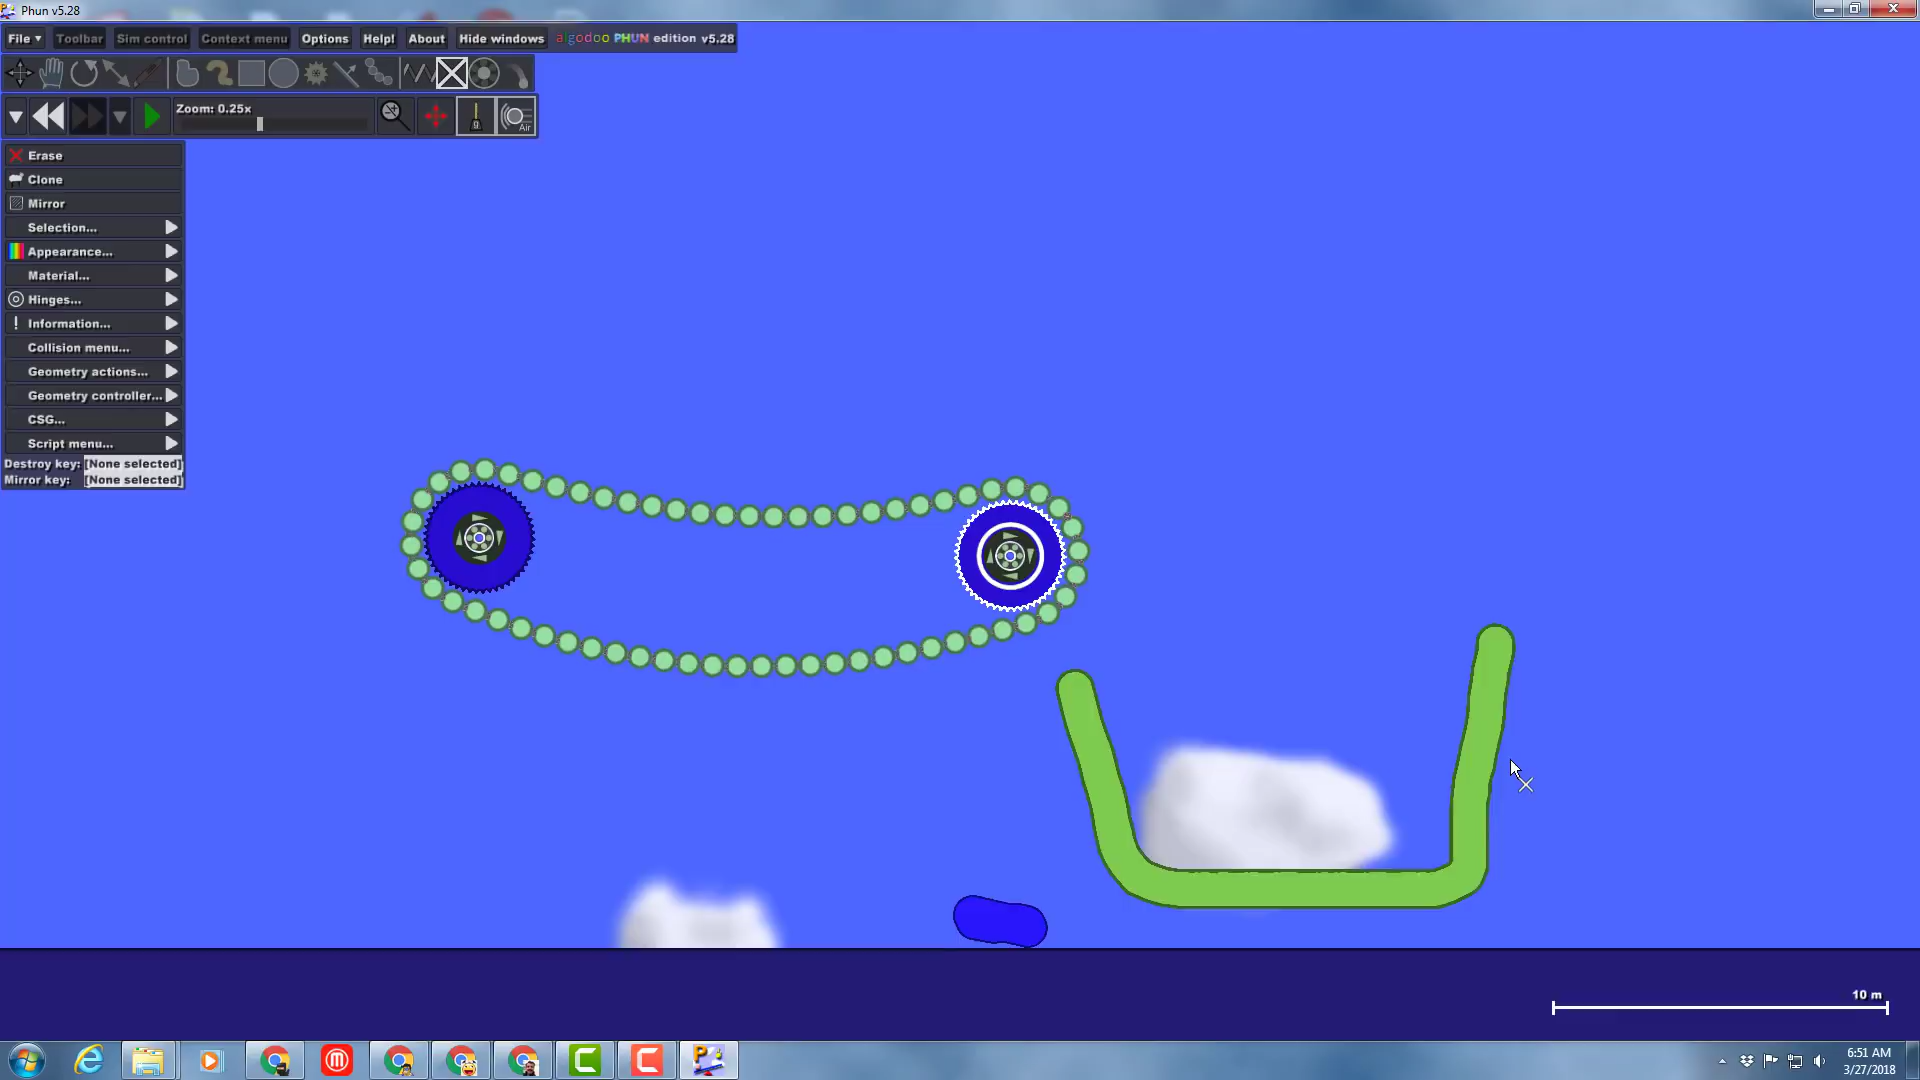 Phun v5.28
File
Toolbar
Sim control
Context menu
Options
Help!
About
Hide windows
algodoo PHUN edition v5.28
Zoom: 0.25x
Air
Erase
Clone
Mirror
Selection...
Appearance...
Material...
Hinges...
Information...
Collision menu...
Geometry actions...
Geometry controller...
CSG...
Script menu...
Destroy key: [None selected]
Mirror key: [None selected]
10 m
6:51 AM
3/27/2018